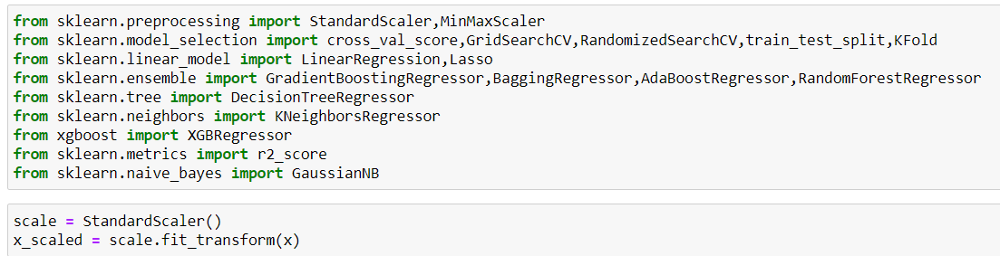 from sklearn.preprocessing import StandardScaler,MinMaxScaler
from sklearn.model_selection import cross_val_score,GridSearchCV,RandomizedSearchCV,train_test_split,KFold
from sklearn.linear_model import LinearRegression,Lasso
from sklearn.ensemble import GradientBoostingRegressor,BaggingRegressor,AdaBoostRegressor,RandomForestRegressor
from sklearn.tree import DecisionTreeRegressor
from sklearn.neighbors import KNeighborsRegressor
from xgboost import XGBRegressor
from sklearn.metrics import r2_score
from sklearn.naive_bayes import GaussianNB
scale = StandardScaler()
x_scaled = scale.fit_transform(x)